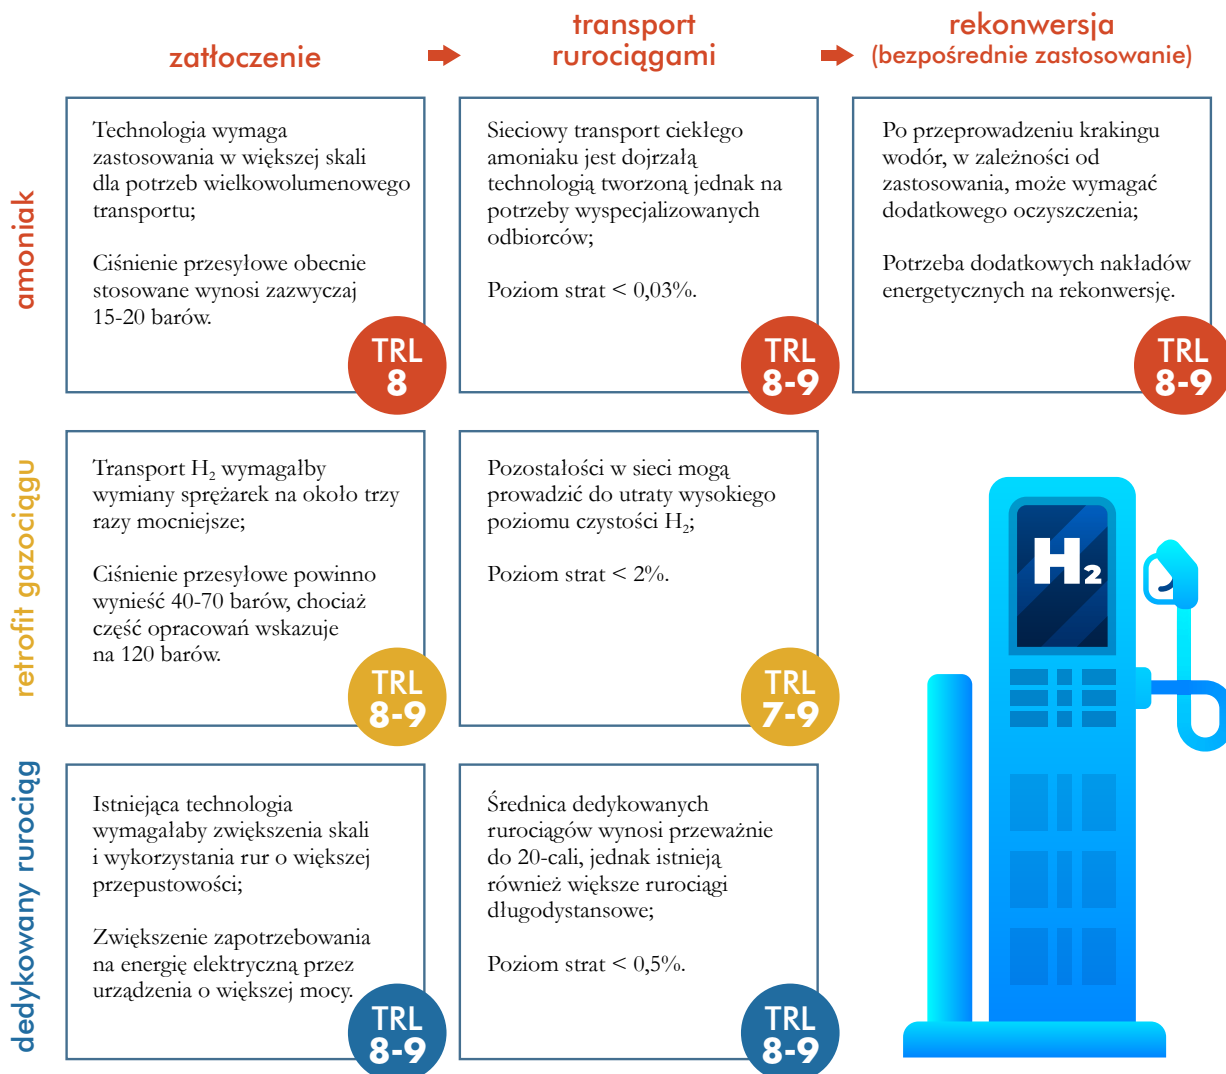 zatłoczenie
transport
rurociągami
rekonwersja
(bezpośrednie zastosowanie)
amoniak
Technologia wymaga
zastosowania w większej skali
dla potrzeb wielkowolumenowego
transportu;
Ciśnienie przesyłowe obecnie
stosowane wynosi zazwyczaj
15-20 barów.
TRL
8
Sieciowy transport ciekłego
amoniaku jest dojrzałą
technologią tworzoną jednak na
potrzeby wyspecjalizowanych
odbiorców;
Poziom strat < 0,03%.
TRL
8-9
Po przeprowadzeniu krakingu
wodór, w zależności od
zastosowania, może wymagać
dodatkowego oczyszczenia;
Potrzeba dodatkowych nakładów
energetycznych na rekonwersję.
TRL
8-9
retrofit gazociągu
Transport H₂ wymagałby
wymiany sprężarek na około trzy
razy mocniejsze;
Ciśnienie przesyłowe powinno
wynieść 40-70 barów, chociaż
część opracowań wskazuje
na 120 barów.
TRL
8-9
Pozostałości w sieci mogą
prowadzić do utraty wysokiego
poziomu czystości H₂;
Poziom strat < 2%.
TRL
7-9
H₂
dedykowany rurociąg
Istniejąca technologia
wymagałaby zwiększenia skali
i wykorzystania rur o większej
przepustowości;
Zwiększenie zapotrzebowania
na energię elektryczną przez
urządzenia o większej mocy.
TRL
8-9
Średnica dedykowanych
rurociągów wynosi przeważnie
do 20-cali, jednak istnieją
również większe rurociągi
długodystansowe;
Poziom strat < 0,5%.
TRL
8-9